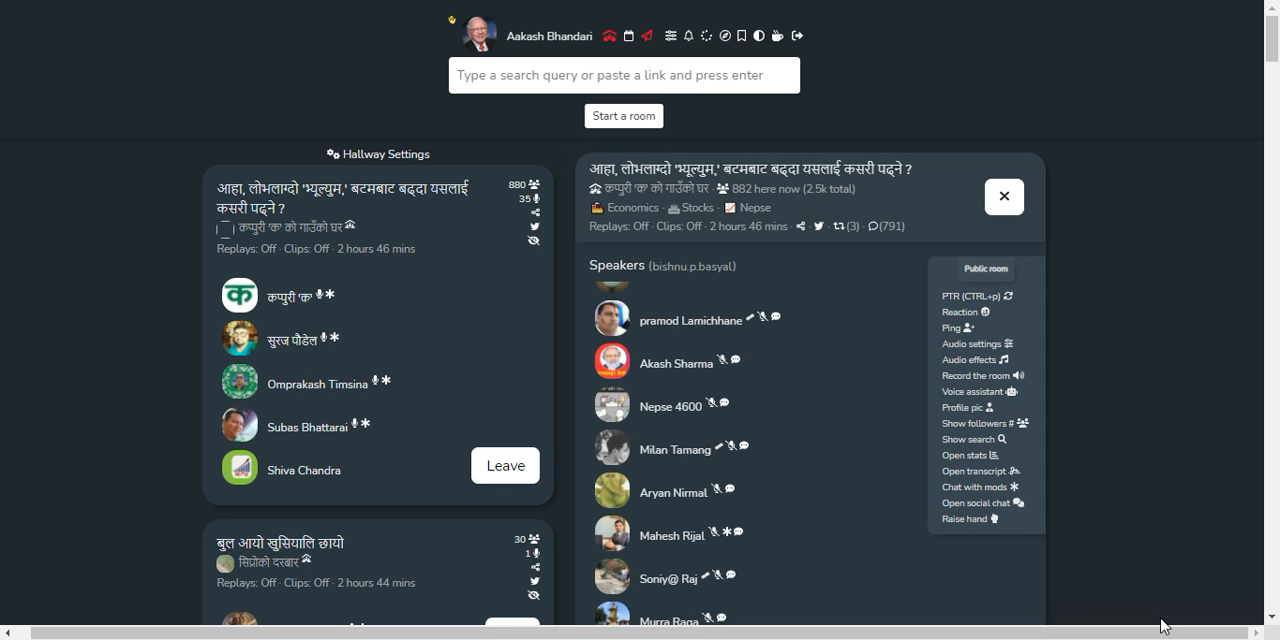 Aakash Bhandari
Type a search query or paste a link and press enter
Start a room
Hallway Settings
आहा, लोभलाग्दो 'भ्यूल्युम,' बटमबाट बढ्दा यसलाई
कसरी पढ्ने ?
880
35
कप्पुरी 'क' को गाउँको घर
Replays: Off · Clips: Off · 2 hours 46 mins
कप्पुरी 'क'
सुरज पौडेल
Omprakash Timsina
Subas Bhattarai
Shiva Chandra
Leave
बुल आयो खुसियालि छायो
30
1
सिप्रोको दरबार
Replays: Off · Clips: Off · 2 hours 44 mins
आहा, लोभलाग्दो 'भ्यूल्युम,' बटमबाट बढ्दा यसलाई कसरी पढ्ने ?
कप्पुरी 'क' को गाउँको घर · 882 here now (2.5k total)
Economics · Stocks · Nepse
Replays: Off · Clips: Off · 2 hours 46 mins · · · (3) · (791)
Speakers (bishnu.p.basyal)
pramod Lamichhane
Akash Sharma
Nepse 4600
Milan Tamang
Aryan Nirmal
Mahesh Rijal
Soniy@ Raj
Murra Raga
Public room
PTR (CTRL+p)
Reaction
Ping
Audio settings
Audio effects
Record the room
Voice assistant
Profile pic
Show followers #
Show search
Open stats
Open transcript
Chat with mods
Open social chat
Raise hand